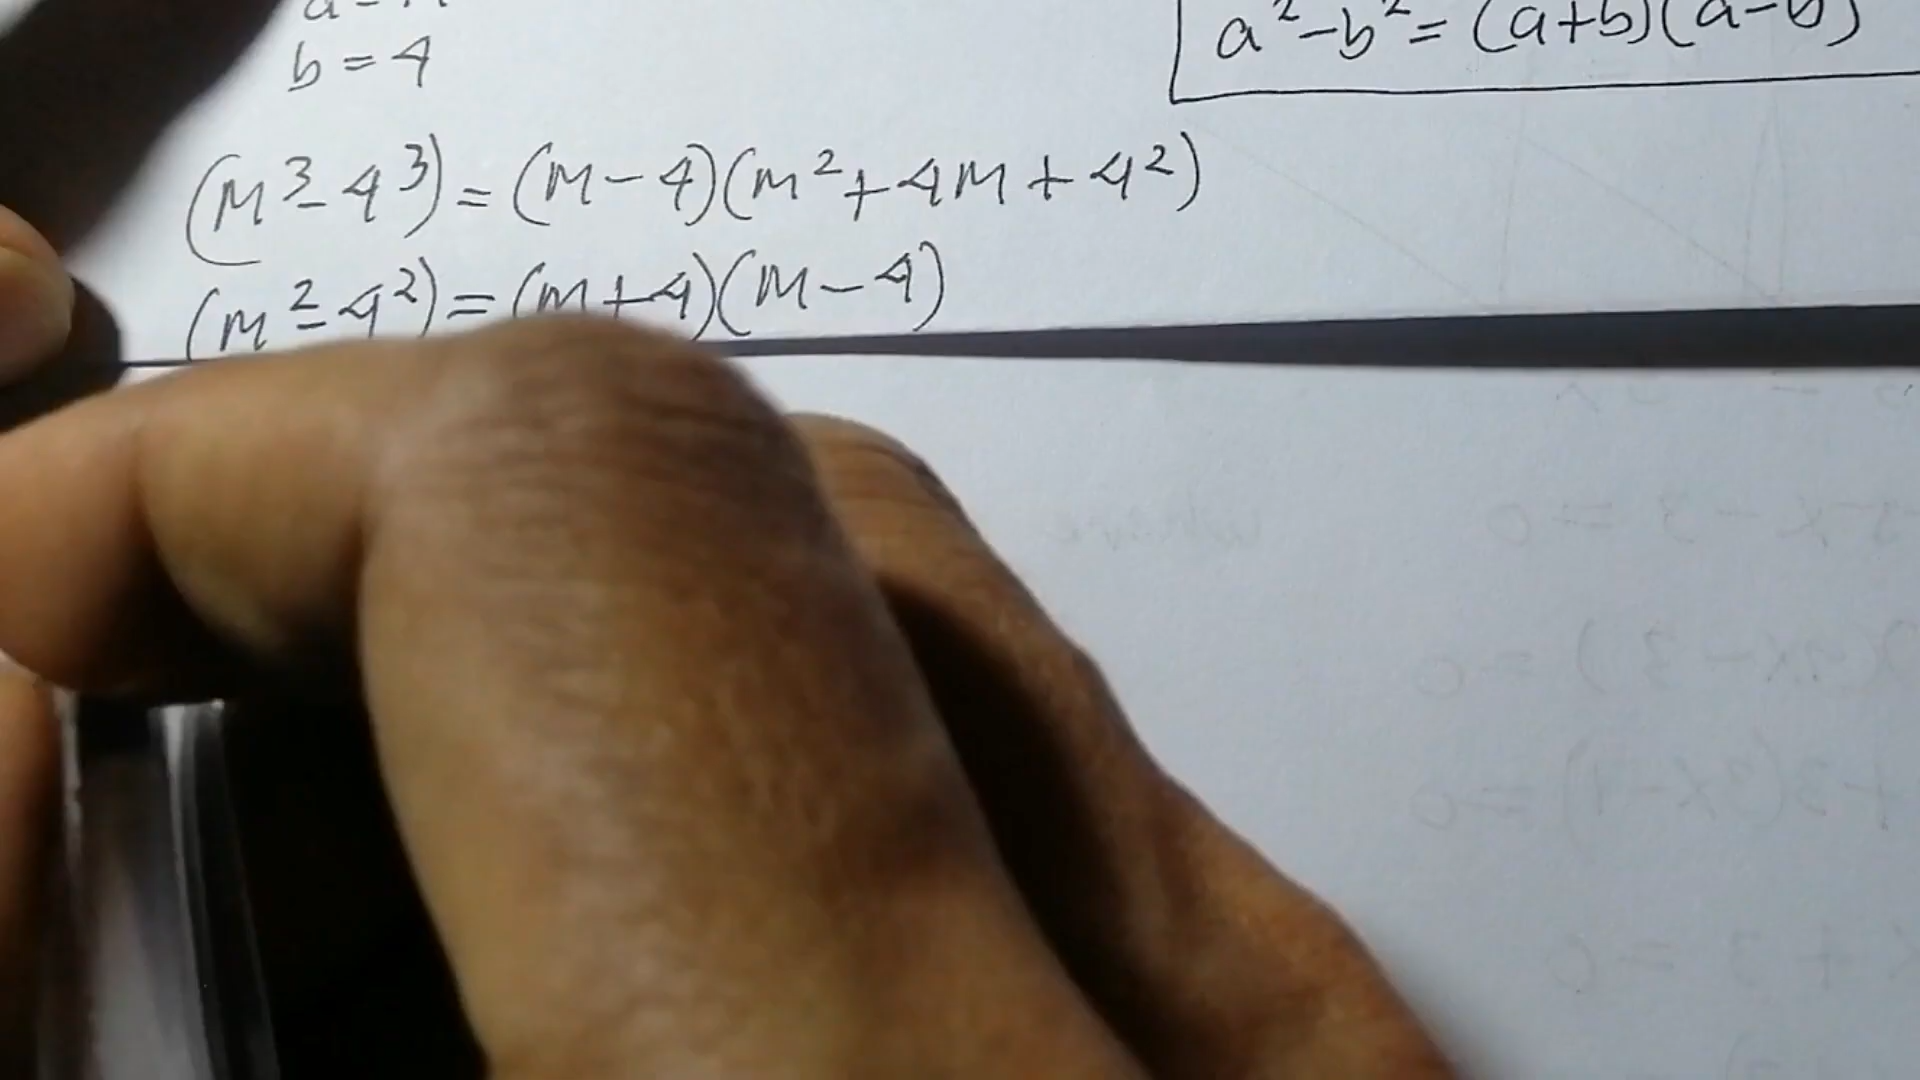 b = 4
a² - b² = (a+b)(a-b)
(m³ - 4³) = (m - 4)(m² + 4m + 4²)
(m² - 4²) = (m + 4)(m - 4)